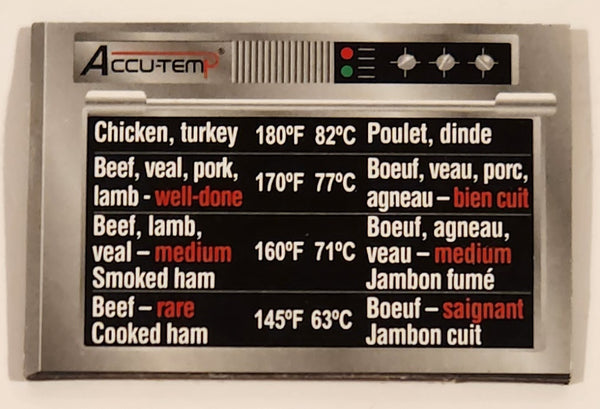 ACCU-TEMP®
Chicken, turkey 180ºF 82ºC Poulet, dinde
Beef, veal, pork, Boeuf, veau, porc,
lamb - well-done 170ºF 77ºC agneau – bien cuit
Beef, lamb, Boeuf, agneau,
veal – medium 160ºF 71ºC veau – medium
Smoked ham Jambon fumé
Beef – rare 145ºF 63ºC Boeuf – saignant
Cooked ham Jambon cuit